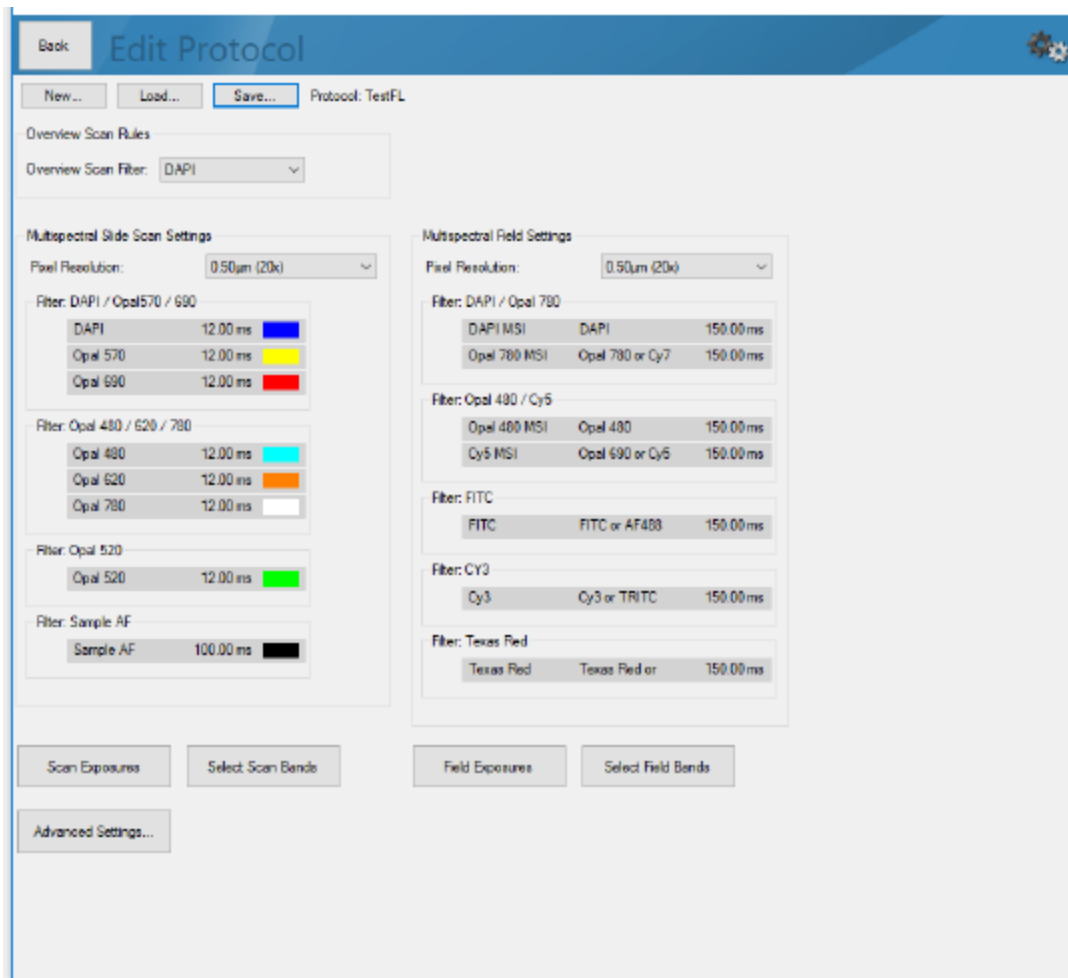 Back
Edit Protocol
New...
Load...
Save...
Protocol: TestFL
Overview Scan Rules
Overview Scan Filter:
DAPI
Multispectral Slide Scan Settings
Pixel Resolution:
0.50µm (20x)
Filter: DAPI / Opal570 / 690
DAPI 12.00 ms
Opal 570 12.00 ms
Opal 690 12.00 ms
Filter: Opal 480 / 620 / 780
Opal 480 12.00 ms
Opal 620 12.00 ms
Opal 780 12.00 ms
Filter: Opal 520
Opal 520 12.00 ms
Filter: Sample AF
Sample AF 100.00 ms
Scan Exposures
Select Scan Bands
Advanced Settings...
Multispectral Field Settings
Pixel Resolution:
0.50µm (20x)
Filter: DAPI / Opal 780
DAPI MSI DAPI 150.00 ms
Opal 780 MSI Opal 780 or Cy7 150.00 ms
Filter: Opal 480 / Cy5
Opal 480 MSI Opal 480 150.00 ms
Cy5 MSI Opal 690 or Cy5 150.00 ms
Filter: FITC
FITC FITC or AF488 150.00 ms
Filter: CY3
Cy3 Cy3 or TRITC 150.00 ms
Filter: Texas Red
Texas Red Texas Red or 150.00 ms
Field Exposures
Select Field Bands